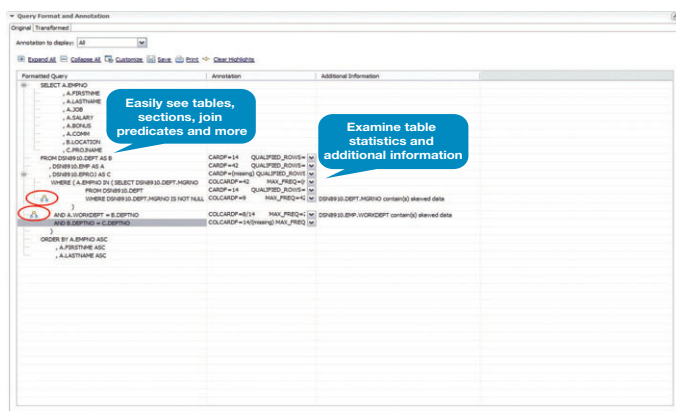 Query Format and Annotation
Original Transformed
Annotation to display: All
Expand All Collapse All Customize Save Print Clear Highlights
Formatted Query Annotation Additional Information
SELECT A.EMPNO
, A.FIRSTNME
, A.LASTNAME
, A.JOB
, A.SALARY
, A.BONUS
, A.COMM
, B.LOCATION
, C.PROJNAME
Easily see tables,
sections, join
predicates and more
Examine table
statistics and
additional information
FROM DSN8910.DEPT AS B CARDF=14 QUALIFIED_ROWS=
, DSN8910.EMP AS A CARDF=42 QUALIFIED_ROWS=
, DSN8910.EPROJ AS C CARDF=(missing) QUALIFIED_ROWS
WHERE ( A.EMPNO IN ( SELECT DSN8910.DEPT.MGRNO COLCARDF=42 MAX_FREQ=(
FROM DSN8910.DEPT CARDF=14 QUALIFIED_ROWS=
WHERE DSN8910.DEPT.MGRNO IS NOT NULL COLCARDF=9 MAX_FREQ=42 DSN8910.DEPT.MGRNO contain(s) skewed data
)
AND A.WORKDEPT = B.DEPTNO COLCARDF=8/14 MAX_FREQ= DSN8910.EMP.WORKDEPT contain(s) skewed data
AND B.DEPTNO = C.DEPTNO COLCARDF=14/(missing) MAX_FREQ
)
ORDER BY A.EMPNO ASC
, A.FIRSTNME ASC
, A.LASTNAME ASC